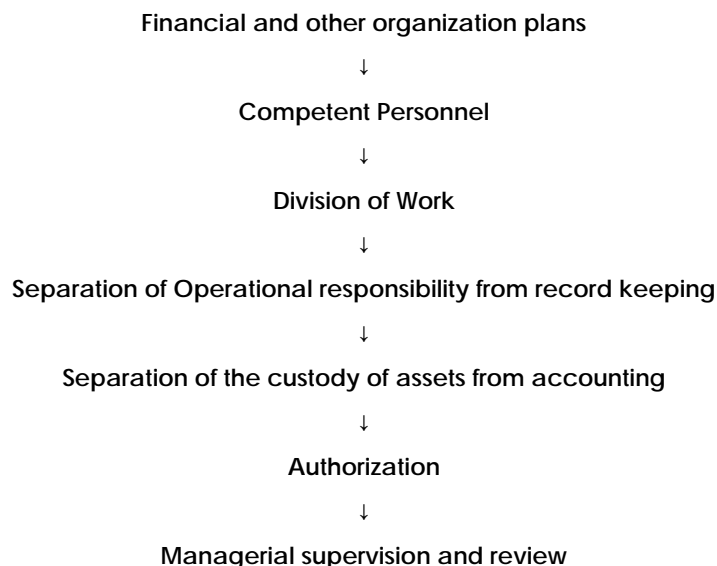 Financial and other organization plans
↓
Competent Personnel
↓
Division of Work
↓
Separation of Operational responsibility from record keeping
↓
Separation of the custody of assets from accounting
↓
Authorization
↓
Managerial supervision and review